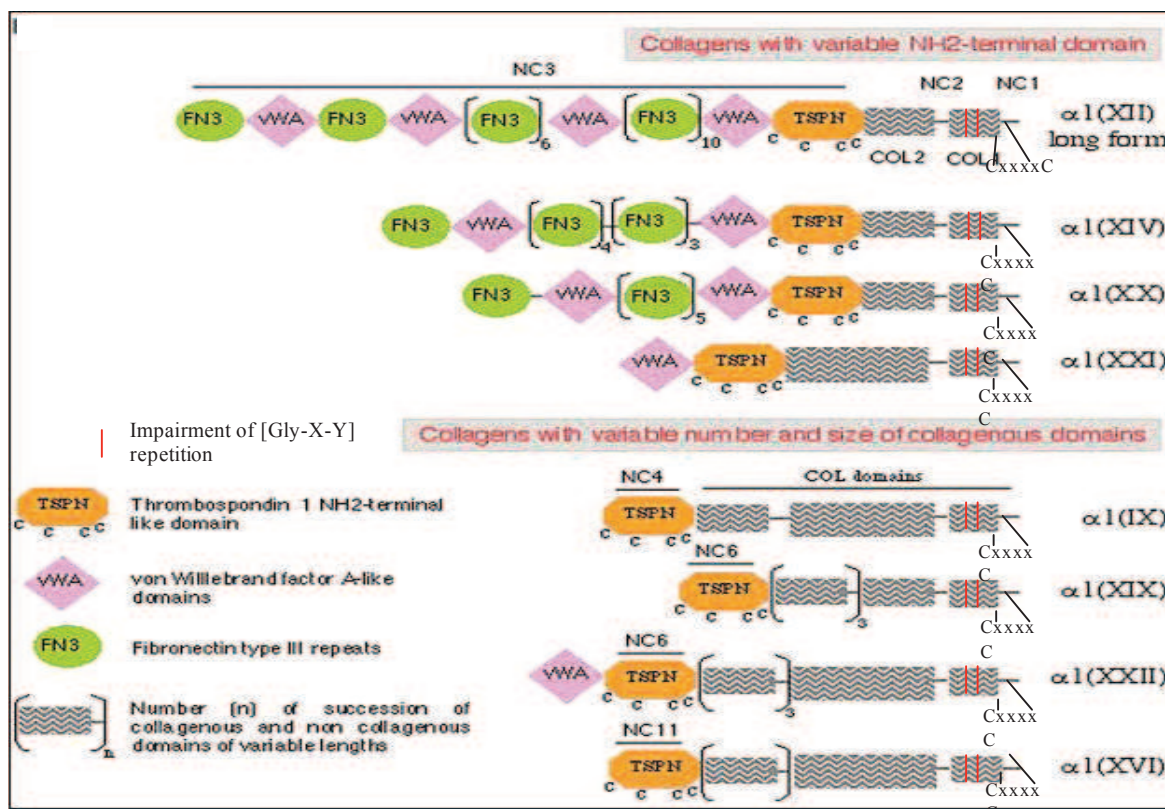 Collagens with variable NH2-terminal domain
NC3
NC2 NC1
FN3 VWA FN3 VWA FN3 6 VWA FN3 10 VWA TSPN
C C C C
COL2 COL1
CxxxxC
α1(XII)
long form
FN3 VWA FN3 4 FN3 3 VWA TSPN
C C C C
Cxxxx
C
α1(XIV)
FN3 VWA FN3 5 VWA TSPN
C C C C
Cxxxx
C
α1(XX)
VWA TSPN
C C C C
Cxxxx
C
α1(XXI)
Impairment of [Gly-X-Y]
repetition
Collagens with variable number and size of collagenous domains
TSPN
C C C C
Thrombospondin 1 NH2-terminal
like domain
VWA
von Willlebrand factor A-like
domains
FN3
Fibronectin type III repeats
n
Number (n) of succession of
collagenous and non collagenous
domains of variable lengths
NC4 COL domains
TSPN
C C C C
Cxxxx
C
α1(IX)
NC6
TSPN 3
C C C C
Cxxxx
C
α1(XIX)
NC6
VWA TSPN 3
C C C C
Cxxxx
C
α1(XXII)
NC11
TSPN
C C C C
Cxxxx
α1(XVI)